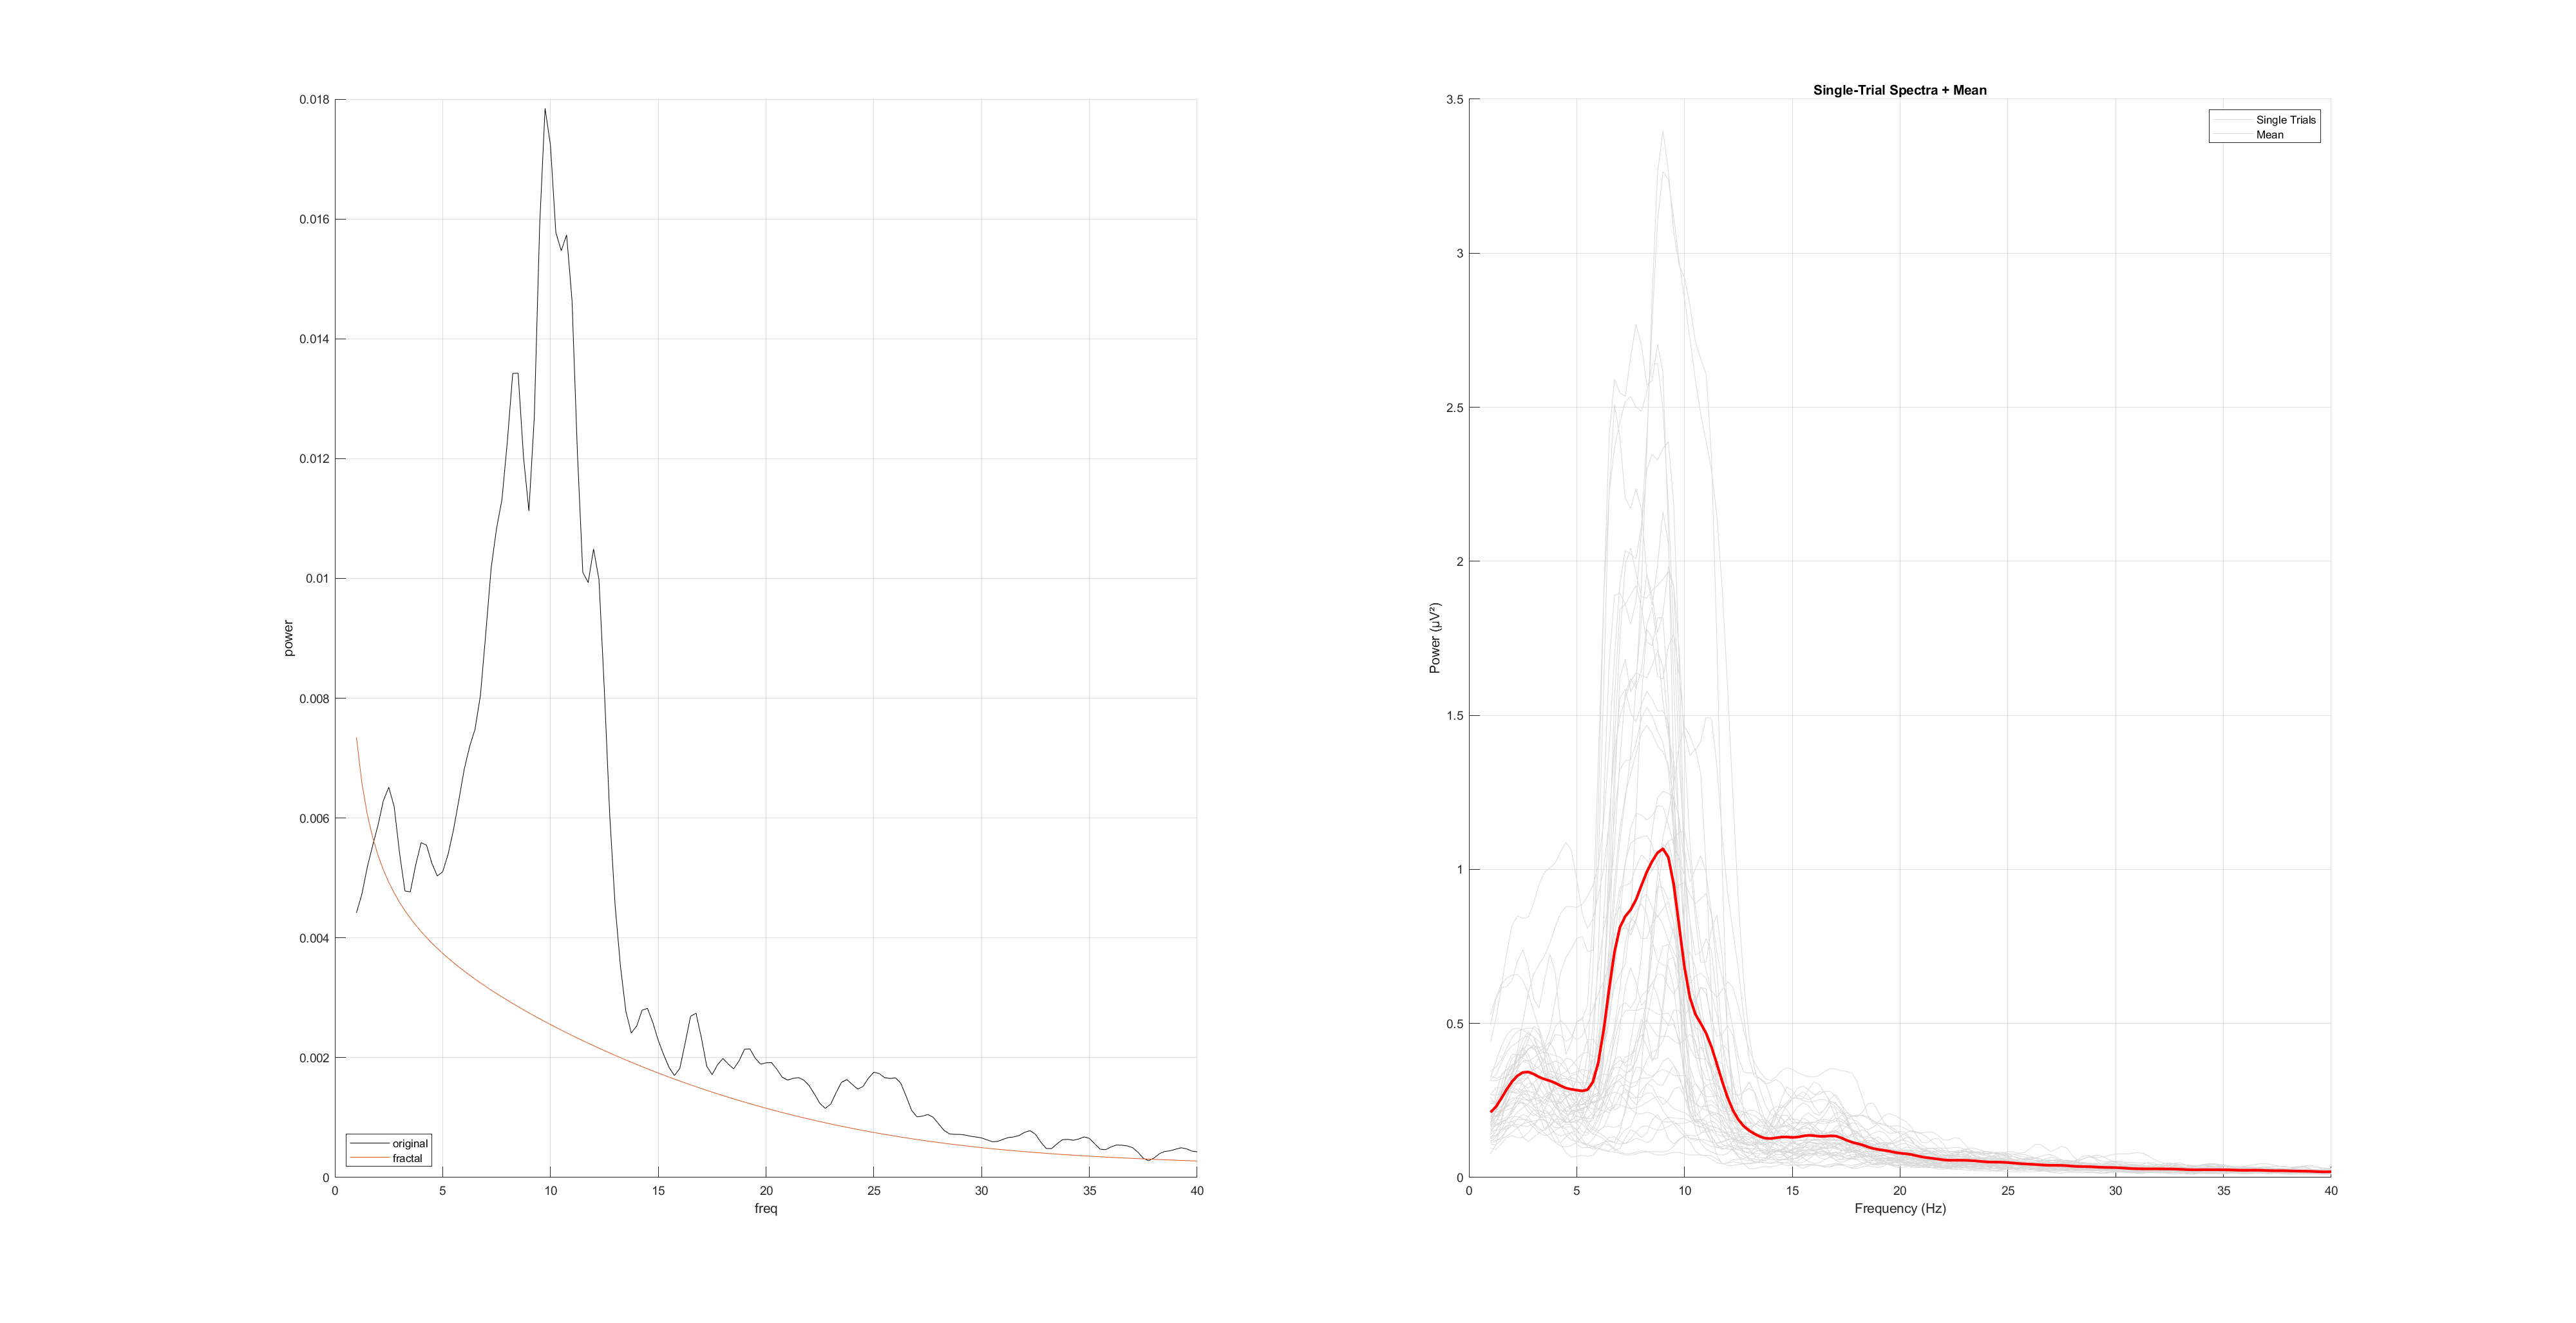 0.018
0.016
0.014
0.012
0.01
0.008
0.006
0.004
0.002
0
power
0 5 10 15 20 25 30 35 40
freq
original
fractal
Single-Trial Spectra + Mean
3.5
3
2.5
2
1.5
1
0.5
0
Power (µV²)
0 5 10 15 20 25 30 35 40
Frequency (Hz)
Single Trials
Mean